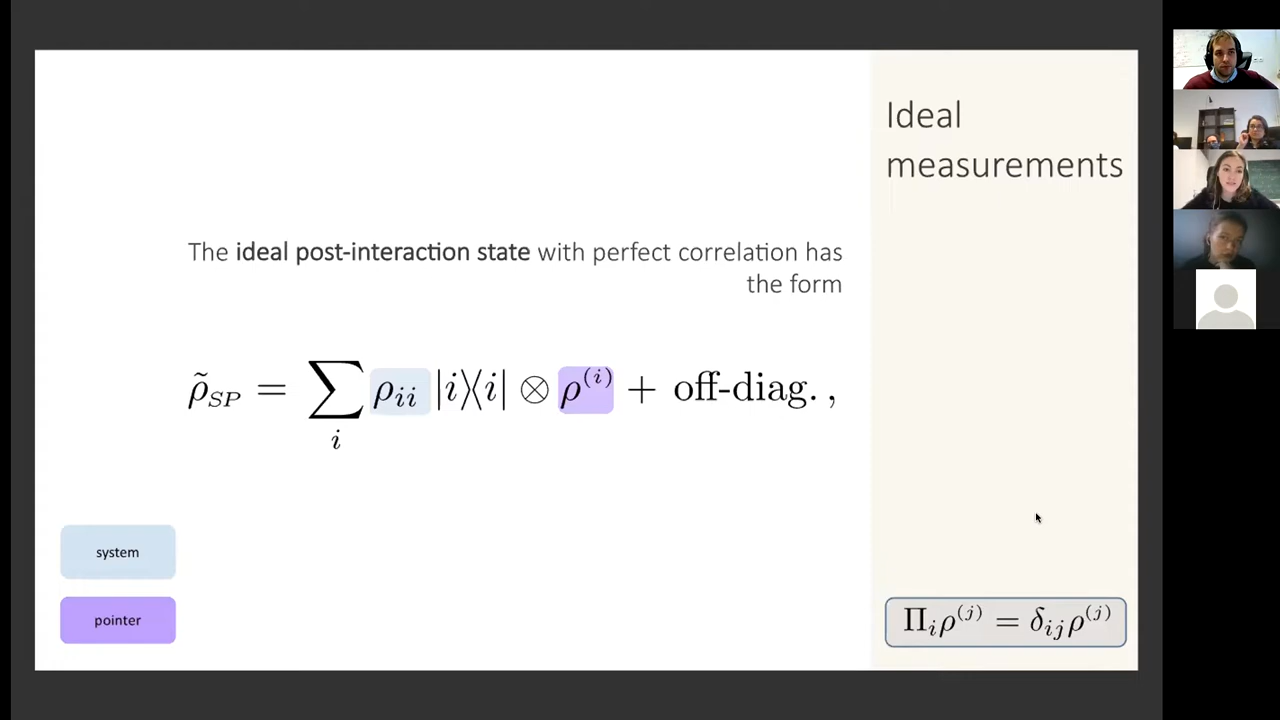 Ideal
measurements
The ideal post-interaction state with perfect correlation has
the form
ρ̃_SP = ∑_i ρ_ii |i⟩⟨i| ⊗ ρ^(i) + off-diag. ,
system
pointer
Π_i ρ^(j) = δ_ij ρ^(j)